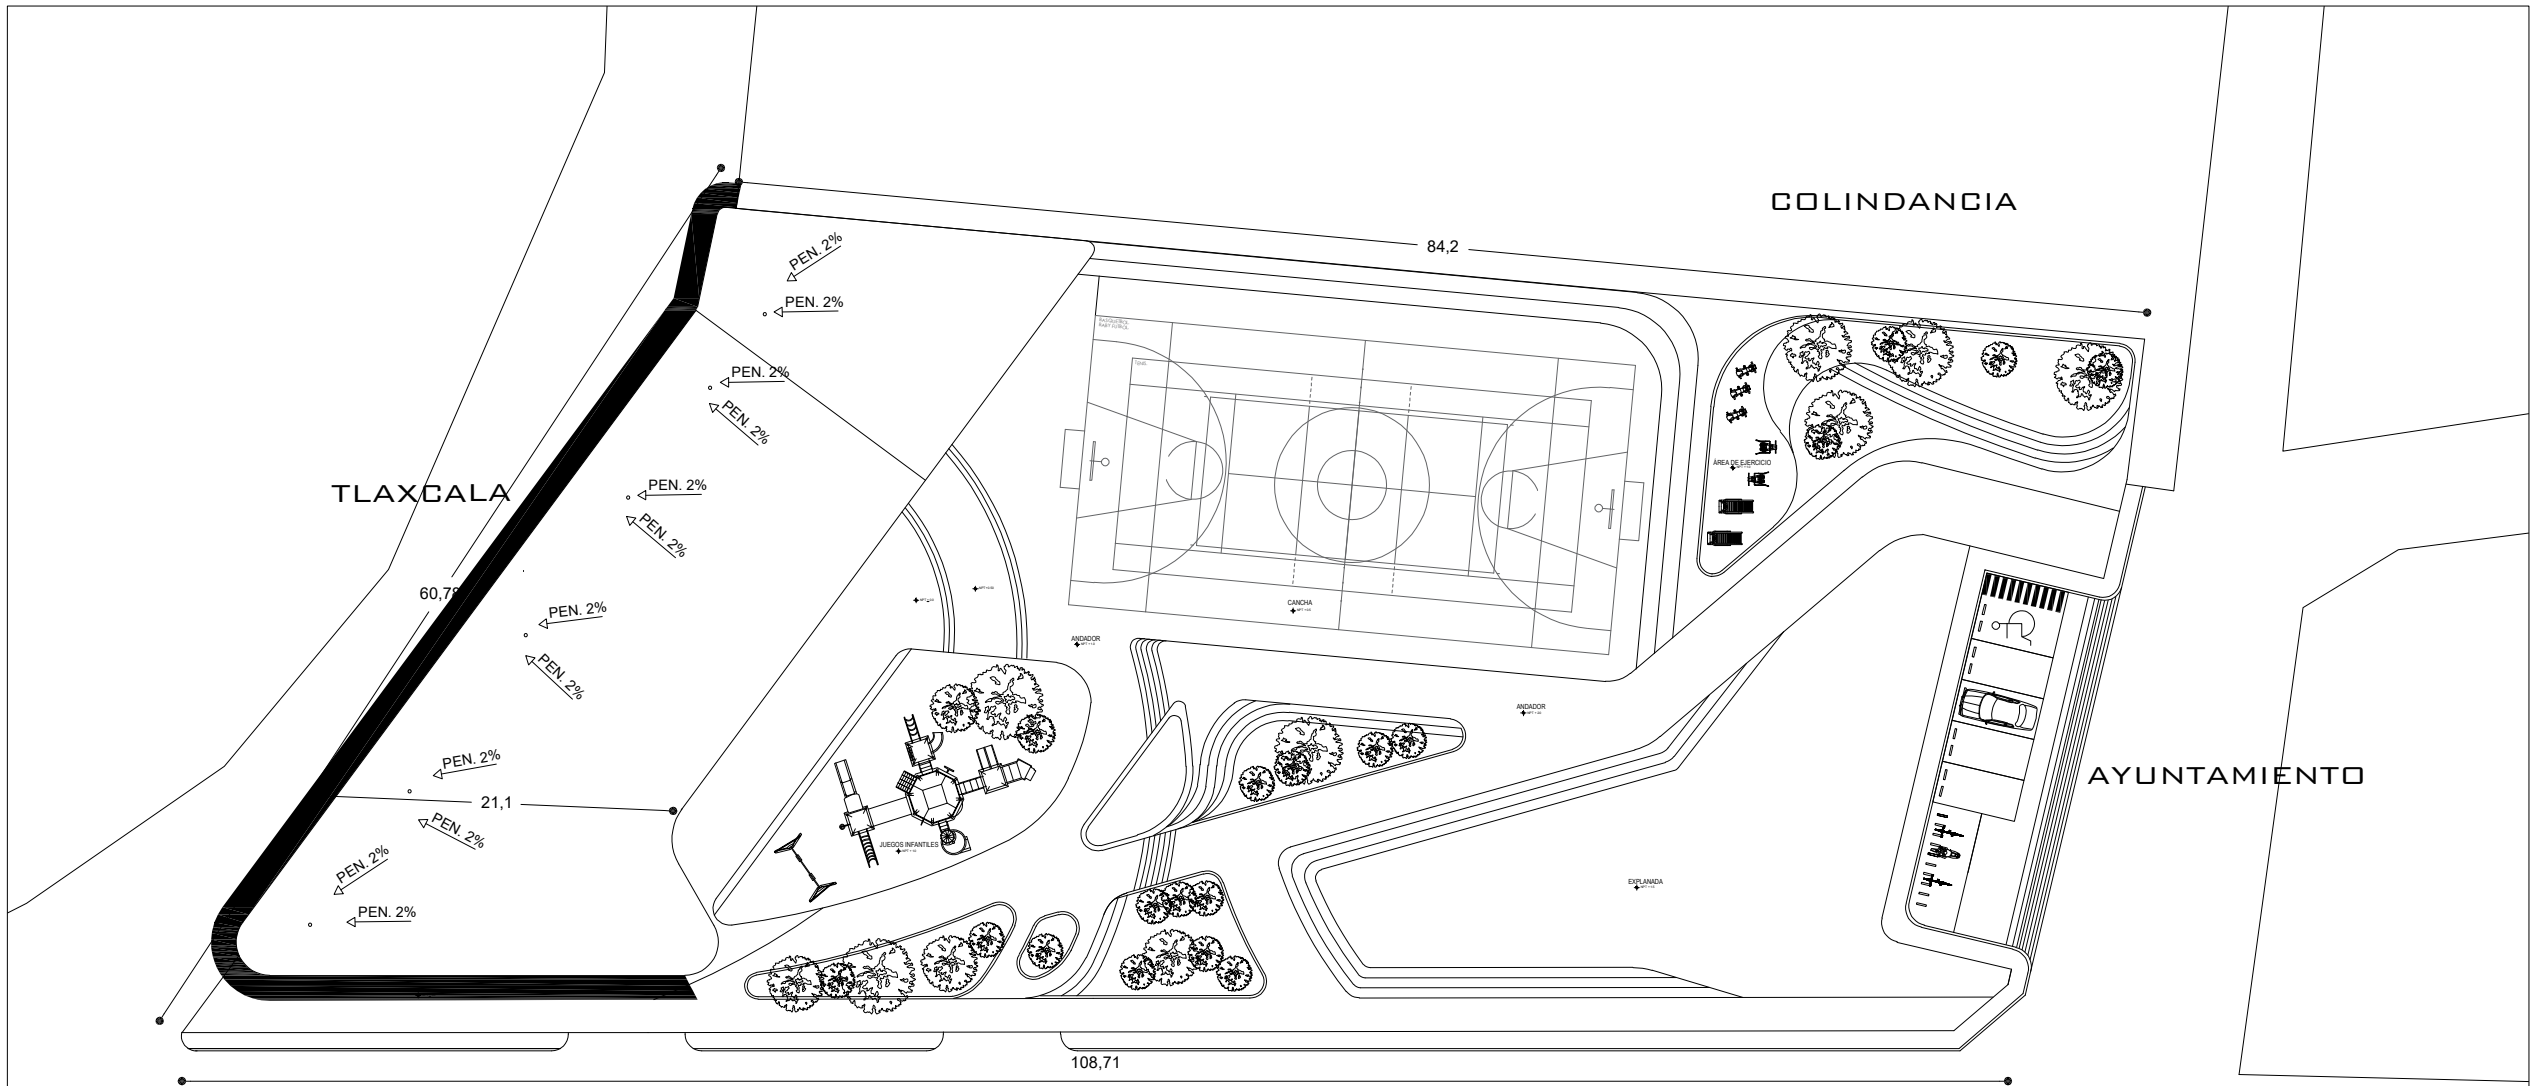 COLINDANCIA
84,2
PEN. 2%
PEN. 2%
PEN. 2%
PEN. 2%
TLAXCALA
PEN. 2%
PEN. 2%
ÁREA DE EJERCICIO
60,78
PEN. 2%
PEN. 2%
CANCHA
ANDADOR
ANDADOR
AYUNTAMIENTO
PEN. 2%
21,1
PEN. 2%
JUEGOS INFANTILES
PEN. 2%
PEN. 2%
EXPLANADA
108,71